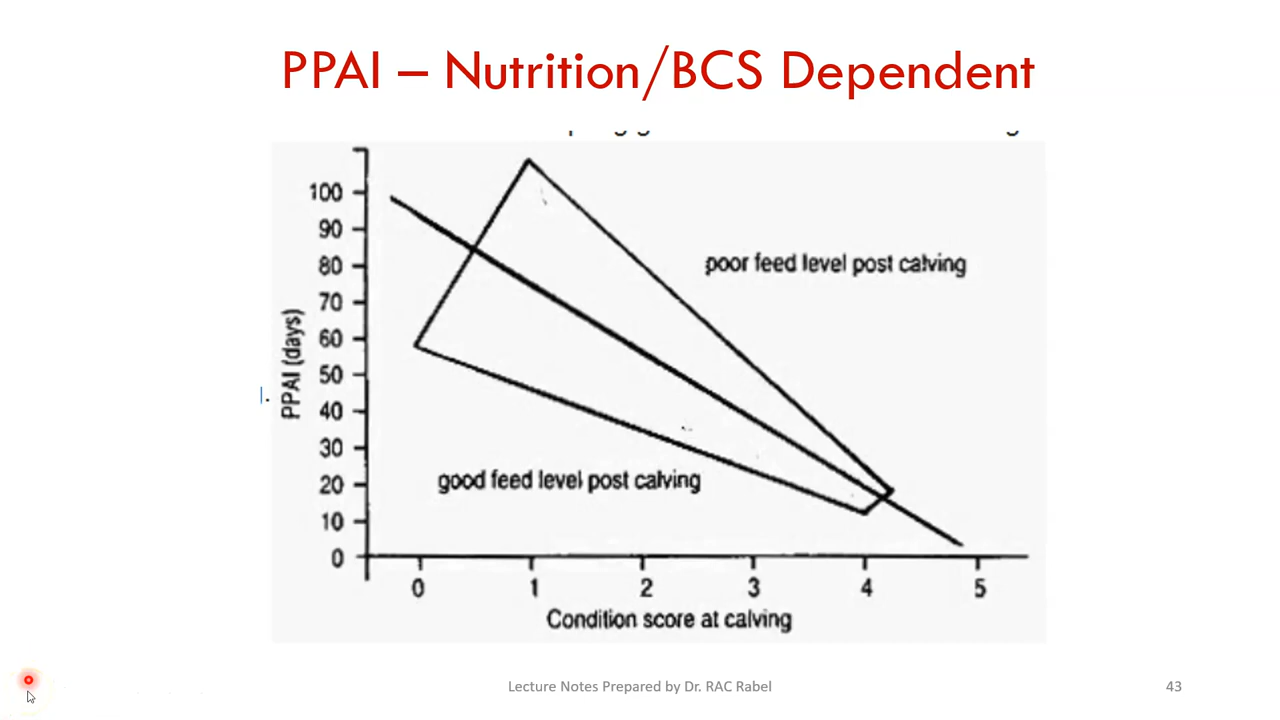 PPAI – Nutrition/BCS Dependent
100
90
80
70
60
50
40
30
20
10
0
PPAI (days)
poor feed level post calving
good feed level post calving
0 1 2 3 4 5
Condition score at calving
Lecture Notes Prepared by Dr. RAC Rabel
43